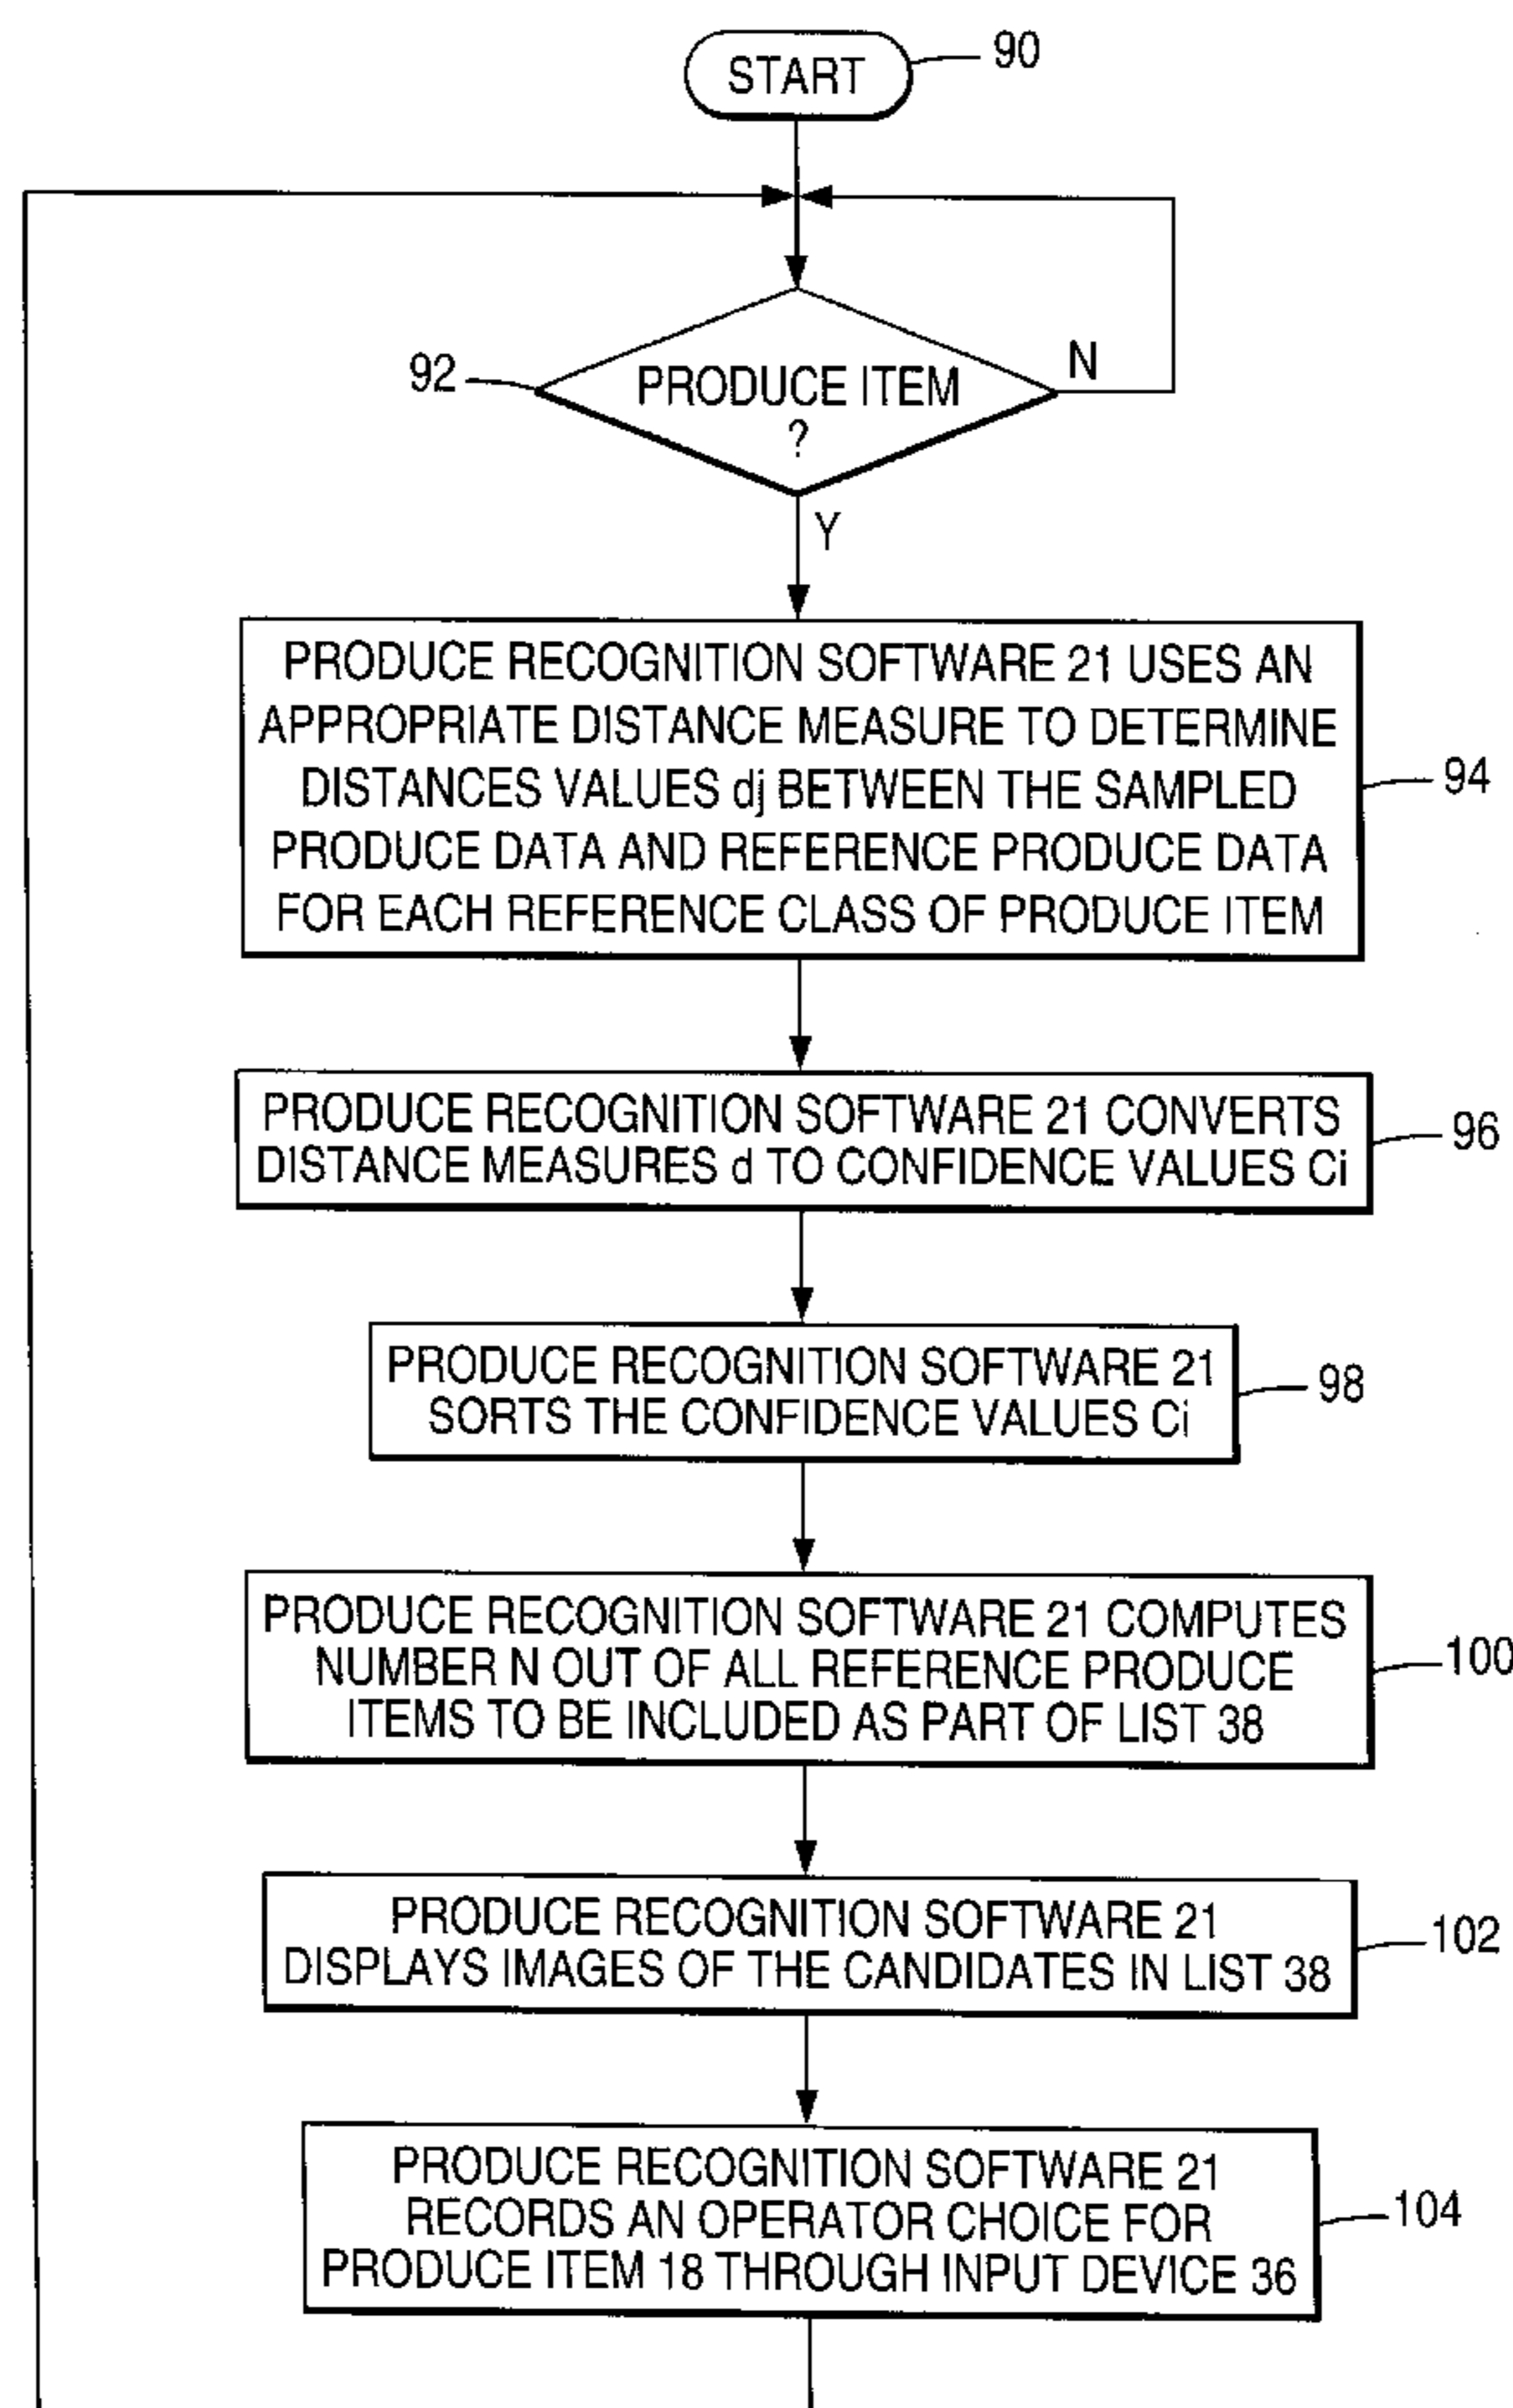 START
90
92
PRODUCE ITEM
?
N
Y
PRODUCE RECOGNITION SOFTWARE 21 USES AN
APPROPRIATE DISTANCE MEASURE TO DETERMINE
DISTANCES VALUES dj BETWEEN THE SAMPLED
PRODUCE DATA AND REFERENCE PRODUCE DATA
FOR EACH REFERENCE CLASS OF PRODUCE ITEM
94
PRODUCE RECOGNITION SOFTWARE 21 CONVERTS
DISTANCE MEASURES d TO CONFIDENCE VALUES Ci
96
PRODUCE RECOGNITION SOFTWARE 21
SORTS THE CONFIDENCE VALUES Ci
98
PRODUCE RECOGNITION SOFTWARE 21 COMPUTES
NUMBER N OUT OF ALL REFERENCE PRODUCE
ITEMS TO BE INCLUDED AS PART OF LIST 38
100
PRODUCE RECOGNITION SOFTWARE 21
DISPLAYS IMAGES OF THE CANDIDATES IN LIST 38
102
PRODUCE RECOGNITION SOFTWARE 21
RECORDS AN OPERATOR CHOICE FOR
PRODUCE ITEM 18 THROUGH INPUT DEVICE 36
104